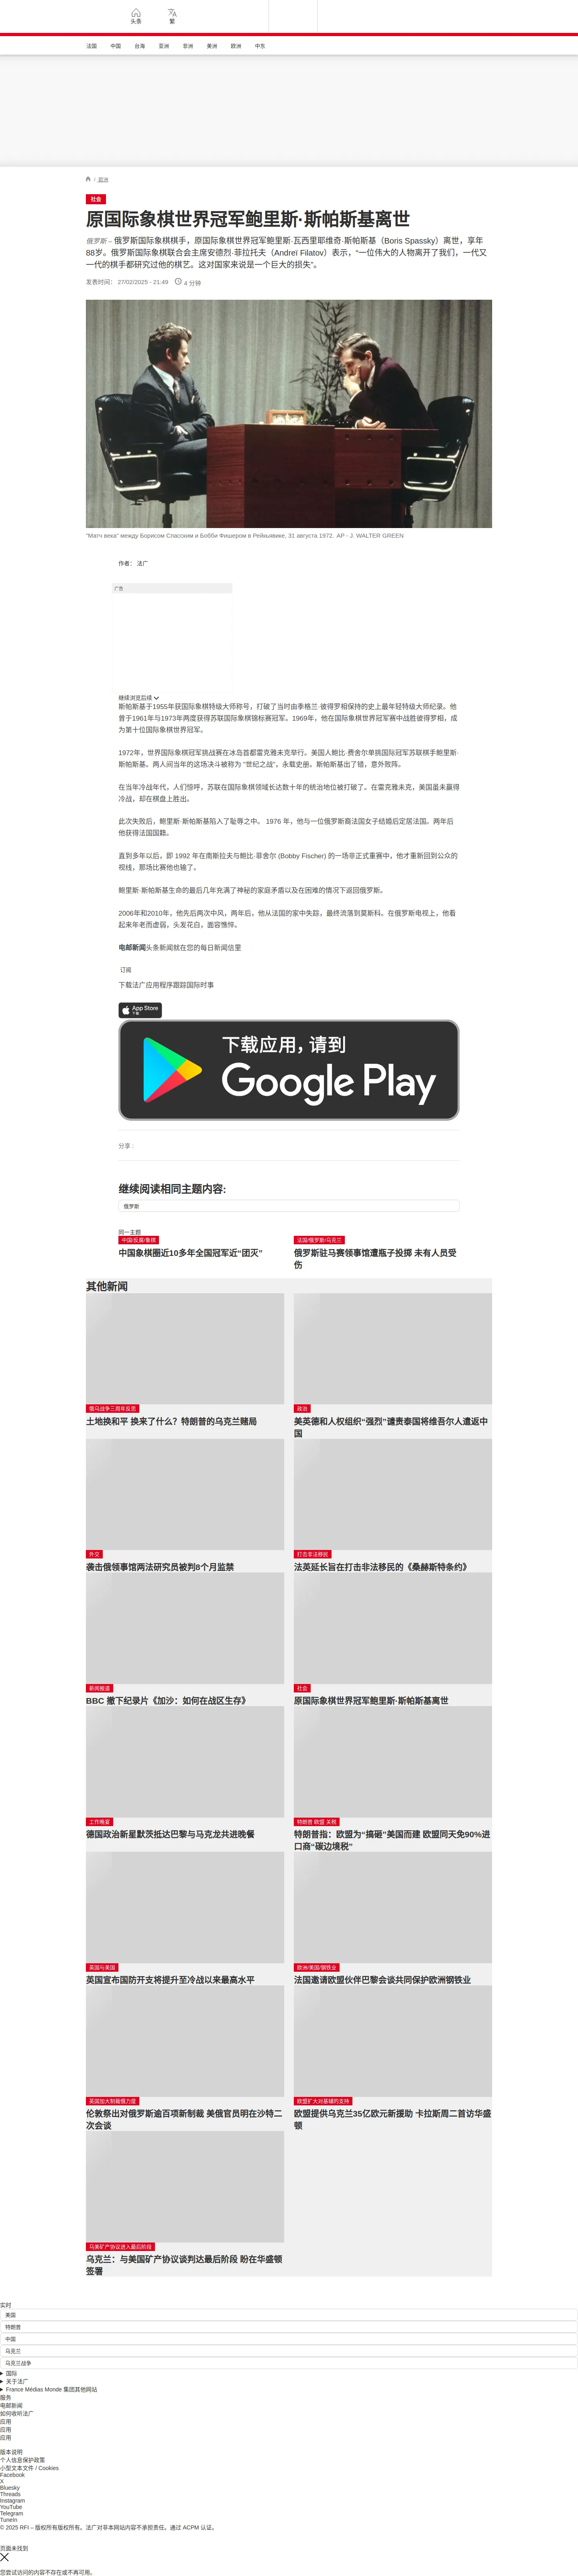 头条
繁
法国
中国
台海
亚洲
非洲
美洲
欧洲
中东
/ 欧洲
社会
原国际象棋世界冠军鲍里斯·斯帕斯基离世
俄罗斯 – 俄罗斯国际象棋棋手，原国际象棋世界冠军鲍里斯·瓦西里耶维奇·斯帕斯基（Boris Spassky）离世，享年
88岁。俄罗斯国际象棋联合会主席安德烈·菲拉托夫（Andreï Filatov）表示，“一位伟大的人物离开了我们，一代又
一代的棋手都研究过他的棋艺。这对国家来说是一个巨大的损失”。
发表时间： 27/02/2025 - 21:49
4 分钟
"Матч века" между Борисом Спасским и Бобби Фишером в Рейкьявике, 31 августа 1972. AP - J. WALTER GREEN
作者： 法广
广告
继续浏览后续
斯帕斯基于1955年获国际象棋特级大师称号，打破了当时由季格兰·彼得罗相保持的史上最年轻特级大师纪录。他
曾于1961年与1973年两度获得苏联国际象棋锦标赛冠军。1969年，他在国际象棋世界冠军赛中战胜彼得罗相，成
为第十位国际象棋世界冠军。
1972年，世界国际象棋冠军挑战赛在冰岛首都雷克雅未克举行。美国人鲍比·费舍尔单挑国际冠军苏联棋手鲍里斯·
斯帕斯基。两人间当年的这场决斗被称为 "世纪之战"，永载史册。斯帕斯基出了错，意外败阵。
在当年冷战年代，人们惊呼，苏联在国际象棋领域长达数十年的统治地位被打破了。在雷克雅未克，美国虽未赢得
冷战，却在棋盘上胜出。
此次失败后，鲍里斯·斯帕斯基陷入了耻辱之中。 1976 年，他与一位俄罗斯裔法国女子结婚后定居法国。两年后
他获得法国国籍。
直到多年以后，即 1992 年在南斯拉夫与鲍比·菲舍尔 (Bobby Fischer) 的一场非正式重赛中，他才重新回到公众的
视线，那场比赛他也输了。
鲍里斯·斯帕斯基生命的最后几年充满了神秘的家庭矛盾以及在困难的情况下返回俄罗斯。
2006年和2010年，他先后两次中风，两年后，他从法国的家中失踪，最终流落到莫斯科。在俄罗斯电视上，他看
起来年老而虚弱，头发花白，面容憔悴。
电邮新闻头条新闻就在您的每日新闻信里
订阅
下载法广应用程序跟踪国际时事
App Store
下载
下载应用，请到
Google Play
分享 :
继续阅读相同主题内容:
俄罗斯
同一主题
中国/反腐/象棋
中国象棋圈近10多年全国冠军近“团灭”
法国/俄罗斯/乌克兰
俄罗斯驻马赛领事馆遭瓶子投掷 未有人员受
伤
其他新闻
俄乌战争三周年反思
土地换和平 换来了什么？特朗普的乌克兰赌局
政治
美英德和人权组织“强烈”谴责泰国将维吾尔人遣返中
国
外交
袭击俄领事馆两法研究员被判8个月监禁
打击非法移民
法英延长旨在打击非法移民的《桑赫斯特条约》
新闻报道
BBC 撤下纪录片《加沙：如何在战区生存》
社会
原国际象棋世界冠军鲍里斯·斯帕斯基离世
工作晚宴
德国政治新星默茨抵达巴黎与马克龙共进晚餐
特朗普 欧盟 关税
特朗普指：欧盟为“搞砸”美国而建 欧盟同天免90%进
口商“碳边境税”
英国与美国
英国宣布国防开支将提升至冷战以来最高水平
欧洲/美国/钢铁业
法国邀请欧盟伙伴巴黎会谈共同保护欧洲钢铁业
英国加大制裁俄力度
伦敦祭出对俄罗斯逾百项新制裁 美俄官员明在沙特二
次会谈
欧盟扩大对基辅的支持
欧盟提供乌克兰35亿欧元新援助 卡拉斯周二首访华盛
顿
乌美矿产协议进入最后阶段
乌克兰：与美国矿产协议谈判达最后阶段 盼在华盛顿
签署
实时
美国
特朗普
中国
乌克兰
乌克兰战争
国际
关于法广
France Médias Monde 集团其他网站
服务
电邮新闻
如何收听法广
应用
应用
应用
版本说明
个人信息保护政策
小型文本文件 / Cookies
Facebook
X
Bluesky
Threads
Instagram
YouTube
Telegram
TuneIn
© 2025 RFI – 版权所有版权所有。法广对非本网站内容不承担责任。通过 ACPM 认证。
页面未找到
您尝试访问的内容不存在或不再可用。